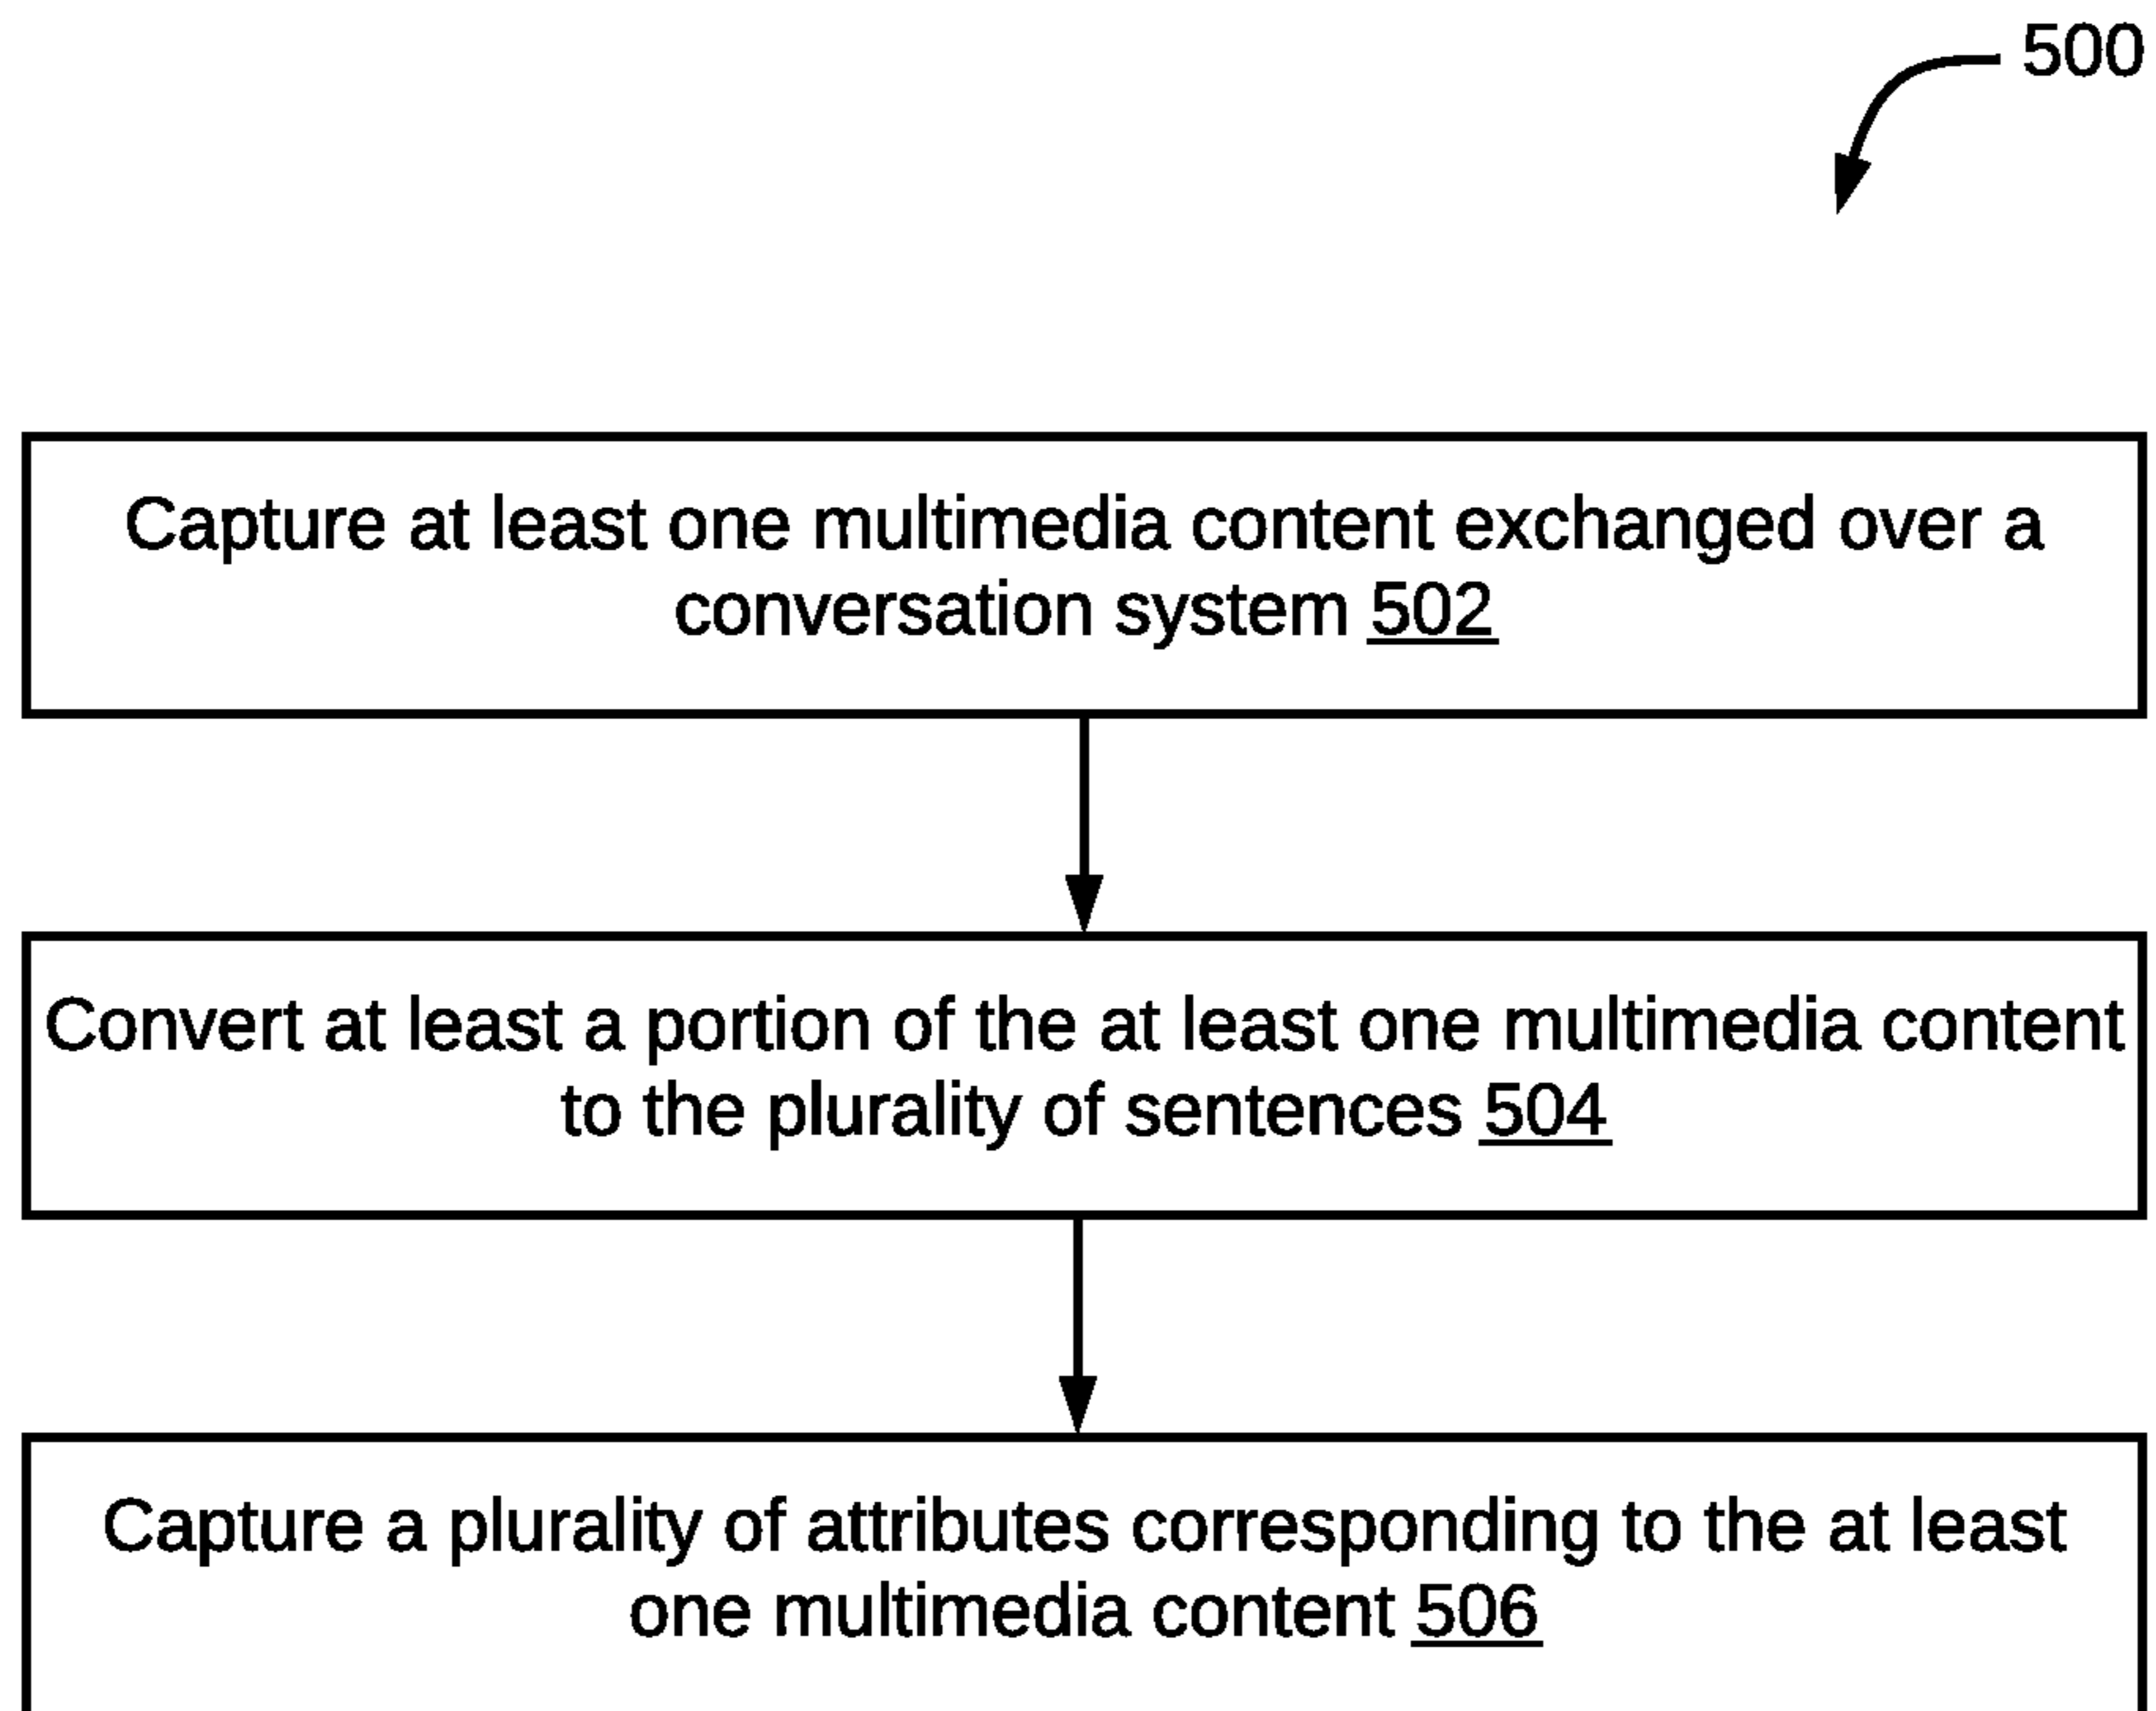 500
Capture at least one multimedia content exchanged over a
conversation system 502
Convert at least a portion of the at least one multimedia content
to the plurality of sentences 504
Capture a plurality of attributes corresponding to the at least
one multimedia content 506